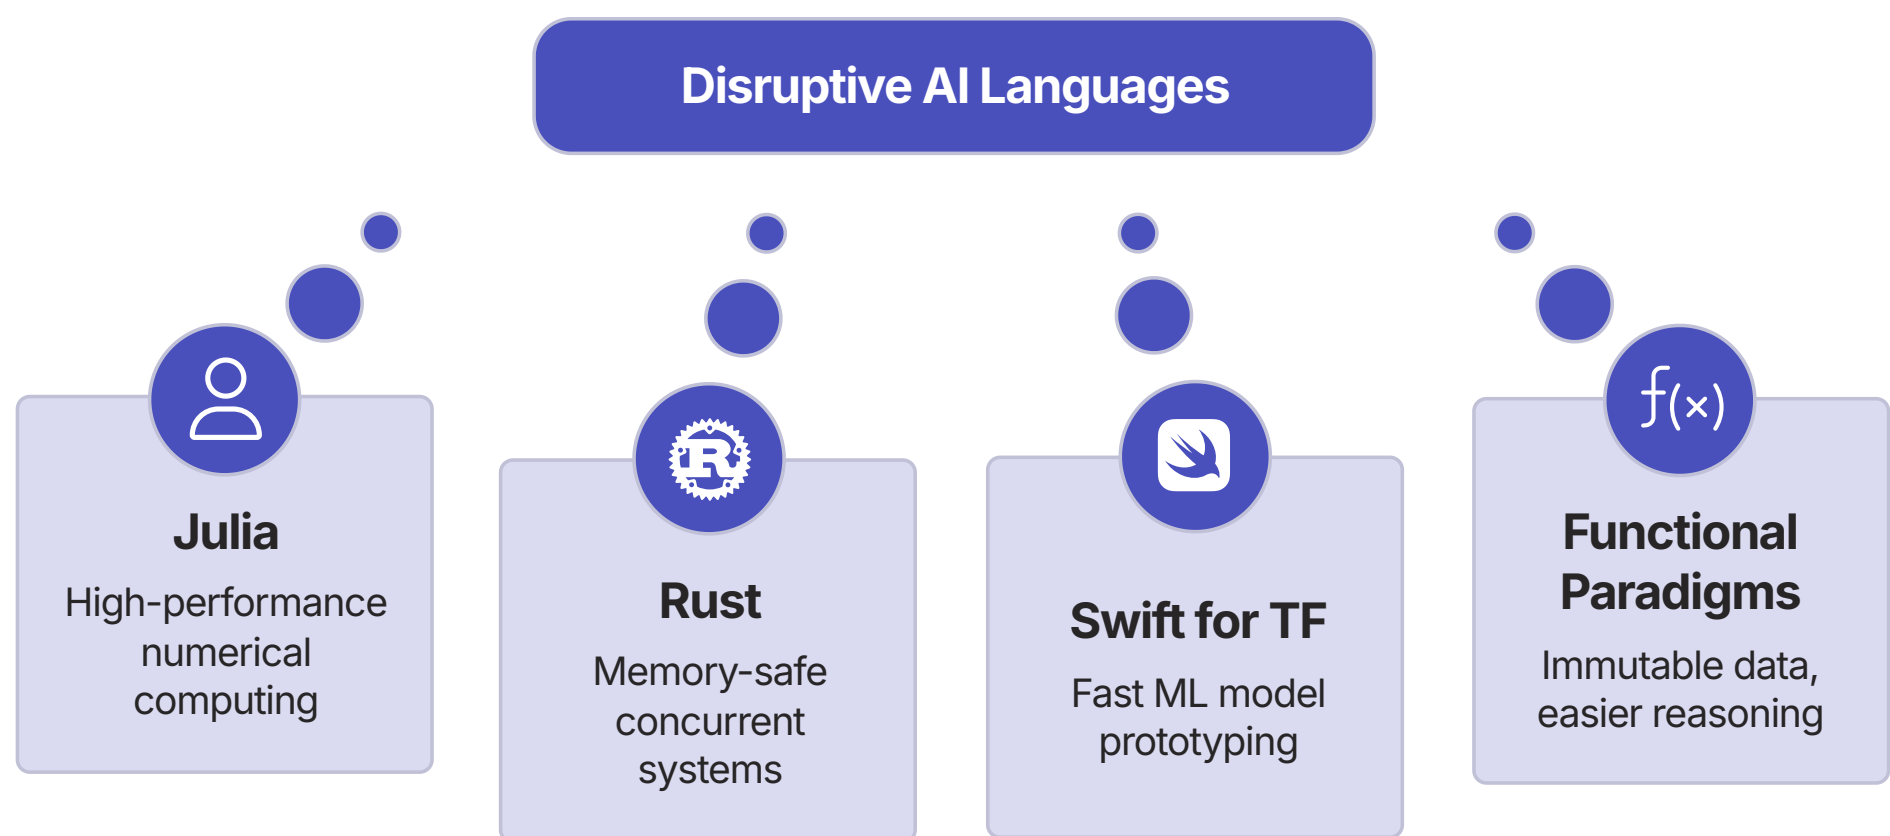 Disruptive AI Languages
Julia
High-performance
numerical
computing
Rust
Memory-safe
concurrent
systems
Swift for TF
Fast ML model
prototyping
f(x)
Functional
Paradigms
Immutable data,
easier reasoning